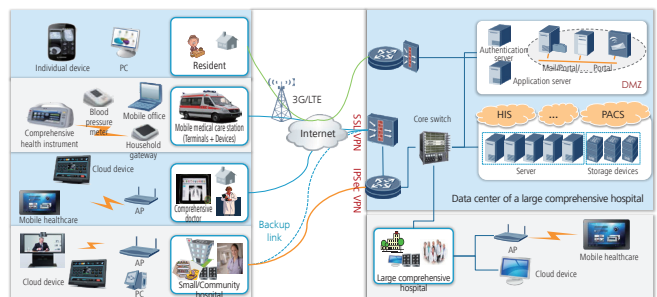 Individual device
PC
Resident
Blood
pressure
meter
Mobile office
Comprehensive
health instrument
Household
gateway
Mobile medical care station
(Terminals + Devices)
Cloud device
Mobile healthcare
AP
Comprehensive
doctor
Cloud device
AP
PC
Small/Community
hospital
3G/LTE
Internet
Backup
link
SSL VPN
IPSec VPN
Core switch
Authentication
server
Application server
Mail/Portal/
Portal
DMZ
HIS
...
PACS
Server
Storage devices
Data center of a large comprehensive hospital
Large comprehensive
hospital
AP
Mobile healthcare
Cloud device